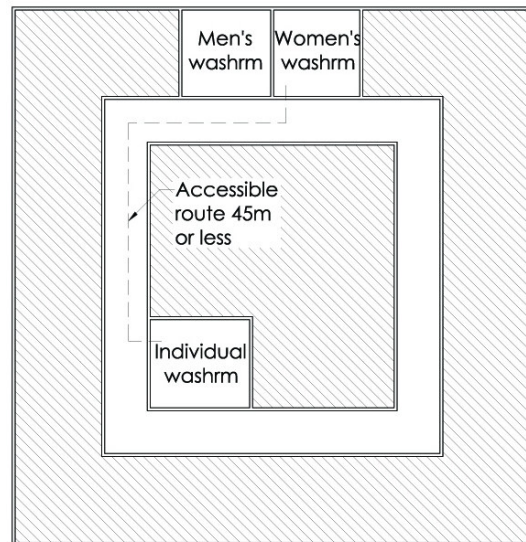 Men's
washrm
Women's
washrm
Accessible
route 45m
or less
Individual
washrm